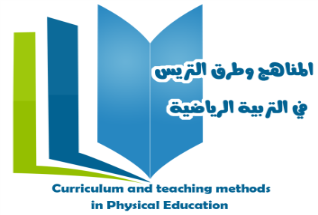 المناهج وطرق التريس
في التربية الرياضية
Curriculum and teaching methods
in Physical Education